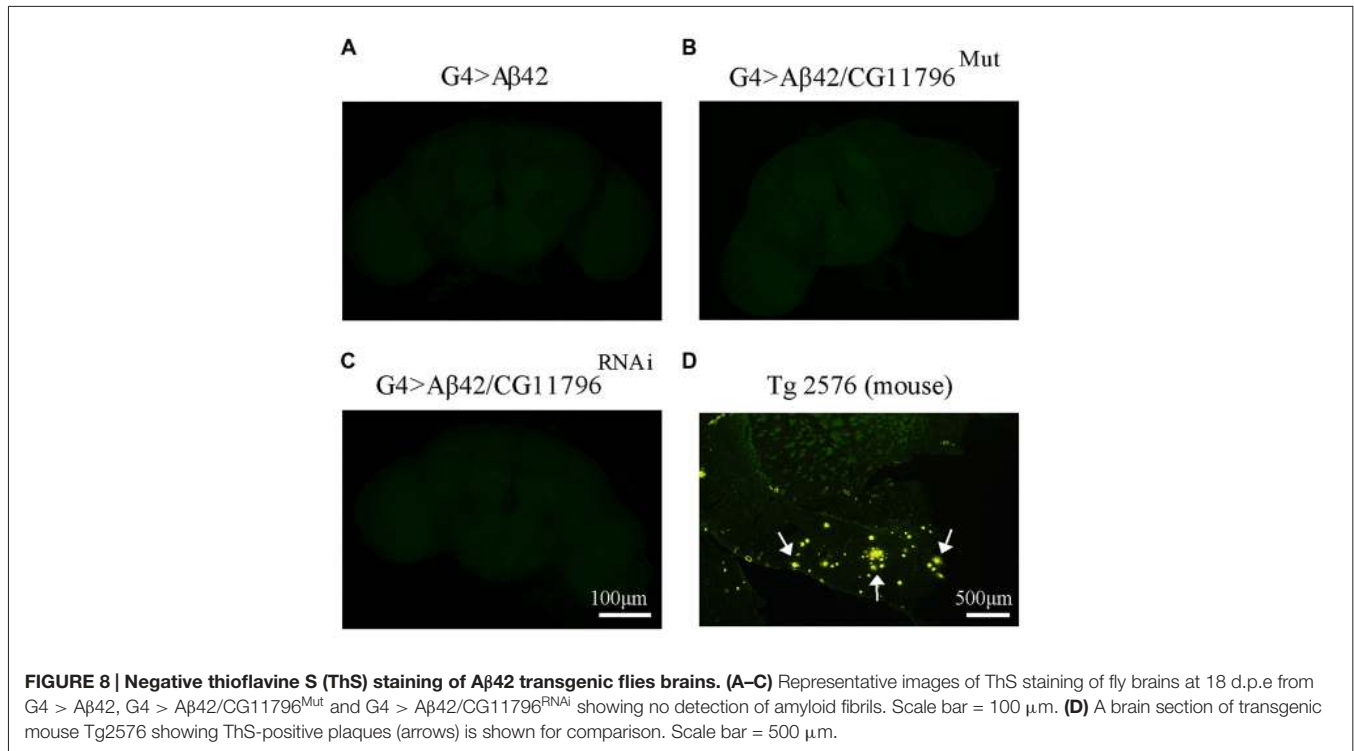 A
G4>Aβ42
B
G4>Aβ42/CG11796^Mut
C
G4>Aβ42/CG11796^RNAi
100μm
D
Tg 2576 (mouse)
500μm
FIGURE 8 | Negative thioflavine S (ThS) staining of Aβ42 transgenic flies brains. (A–C) Representative images of ThS staining of fly brains at 18 d.p.e from
G4 > Aβ42, G4 > Aβ42/CG11796^Mut and G4 > Aβ42/CG11796^RNAi showing no detection of amyloid fibrils. Scale bar = 100 μm. (D) A brain section of transgenic
mouse Tg2576 showing ThS-positive plaques (arrows) is shown for comparison. Scale bar = 500 μm.